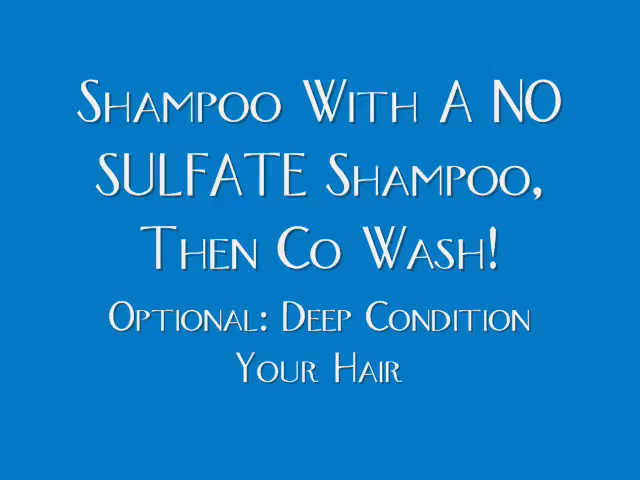 Shampoo With A NO
SULFATE Shampoo,
Then Co Wash!
Optional: Deep Condition
Your Hair